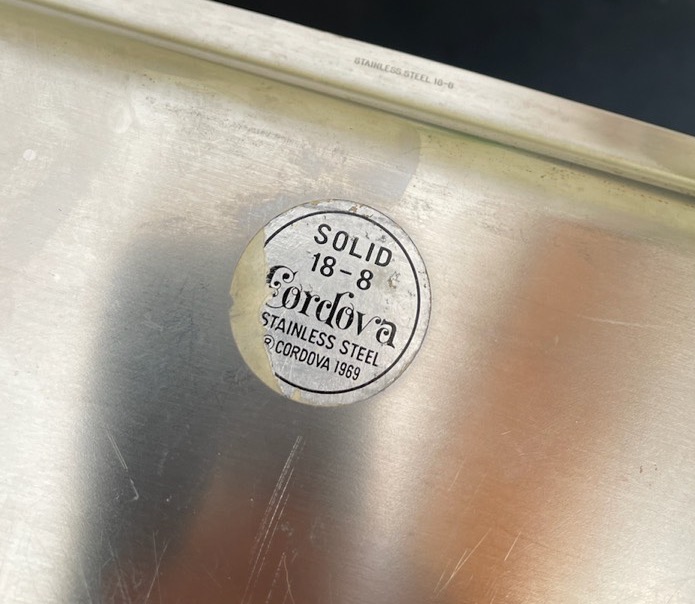 STAINLESS STEEL 18-8
SOLID
18-8
Cordova
STAINLESS STEEL
® CORDOVA 1969